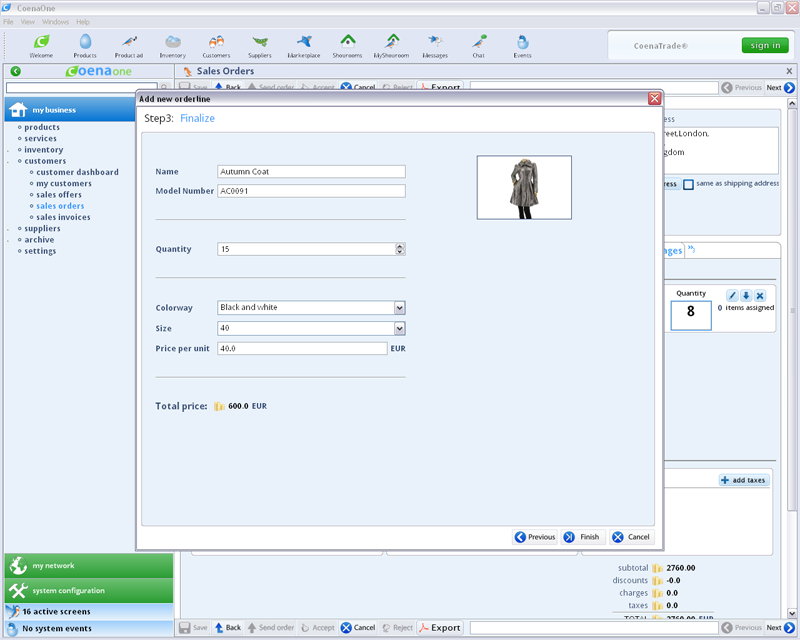 CoenaOne
File View Windows Help
Welcome Products Product ad Inventory Customers Suppliers Marketplace Showrooms MyShowroom Messages Chat Events
CoenaTrade®
sign in
Coenaone
Sales Orders
Save Back Send order Accept Cancel Reject Export Previous Next
my business
products
services
inventory
customers
customer dashboard
my customers
sales offers
sales orders
sales invoices
suppliers
archive
settings
Add new orderline
Step3: Finalize
Name Autumn Coat
Model Number AC0091
Quantity 15
Colorway Black and white
Size 40
Price per unit 40.0 EUR
Total price: 600.0 EUR
Previous Finish Cancel
ess
reet,London,
gdom
ress same as shipping address
ages
Quantity
8
0 items assigned
add taxes
subtotal 2760.00
discounts -0.0
charges 0.0
taxes 0.0
TOTAL 2760.00 EUR
my network
system configuration
16 active screens
No system events
Save Back Send order Accept Cancel Reject Export Previous Next